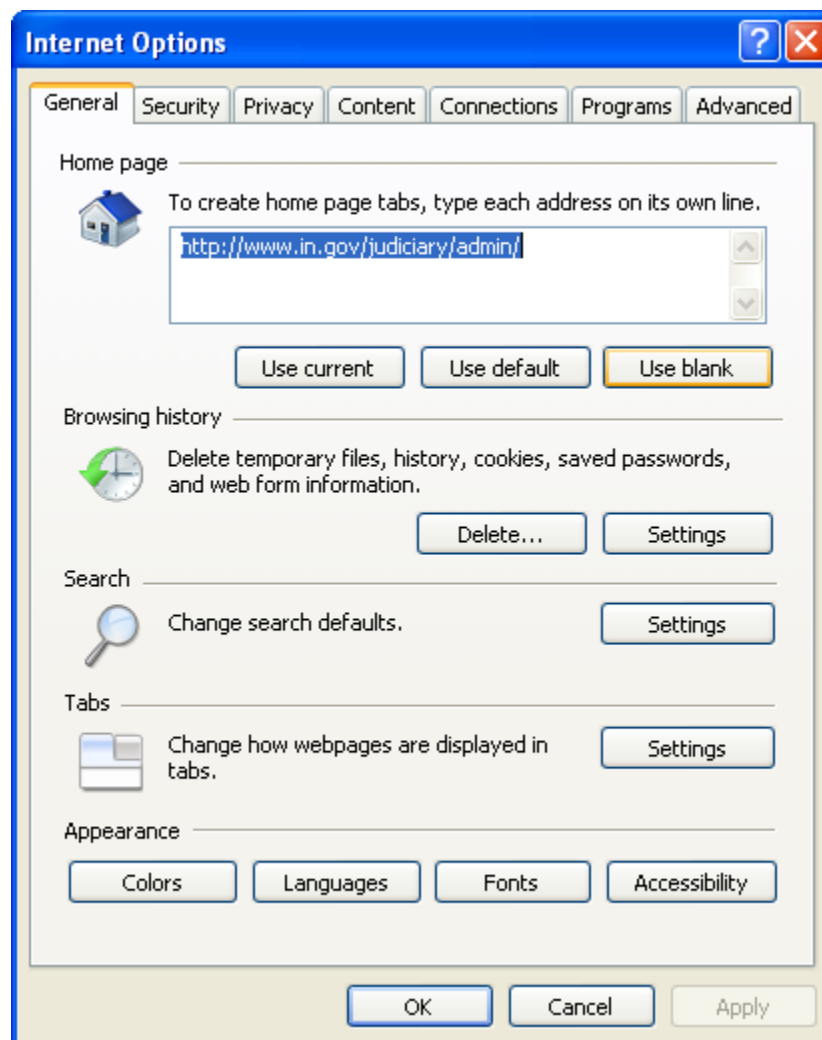 Internet Options
General Security Privacy Content Connections Programs Advanced
Home page
To create home page tabs, type each address on its own line.
http://www.in.gov/judiciary/admin/
Use current Use default Use blank
Browsing history
Delete temporary files, history, cookies, saved passwords,
and web form information.
Delete... Settings
Search
Change search defaults.
Settings
Tabs
Change how webpages are displayed in
tabs.
Settings
Appearance
Colors Languages Fonts Accessibility
OK Cancel Apply